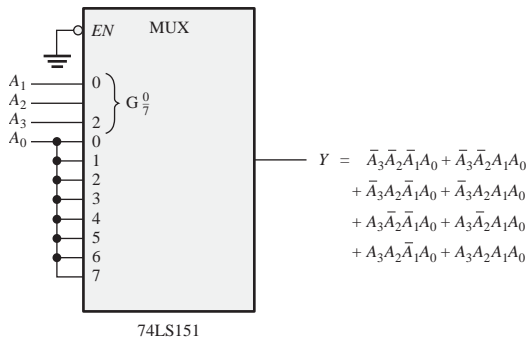 EN MUX
A₁ 0
A₂ G 0/7
A₃ 2
A₀ 0
1
2
3
4
5
6
7
Y = A̅₃A̅₂A̅₁A₀ + A̅₃A̅₂A₁A₀
+ A̅₃A₂A̅₁A₀ + A̅₃A₂A₁A₀
+ A₃A̅₂A̅₁A₀ + A₃A̅₂A₁A₀
+ A₃A₂A̅₁A₀ + A₃A₂A₁A₀
74LS151